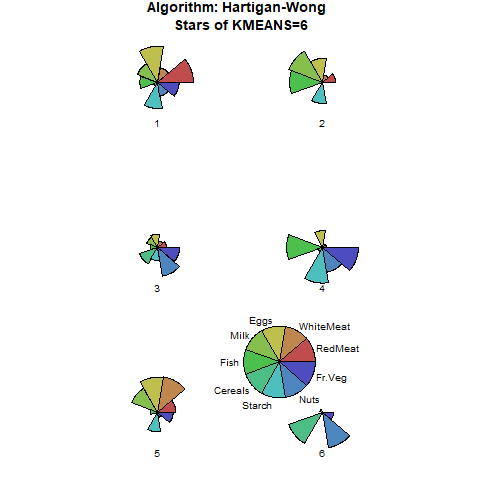 Algorithm: Hartigan-Wong
Stars of KMEANS=6
1
2
3
4
Eggs
WhiteMeat
Milk
RedMeat
Fish
Fr.Veg
Cereals
Nuts
Starch
5
6